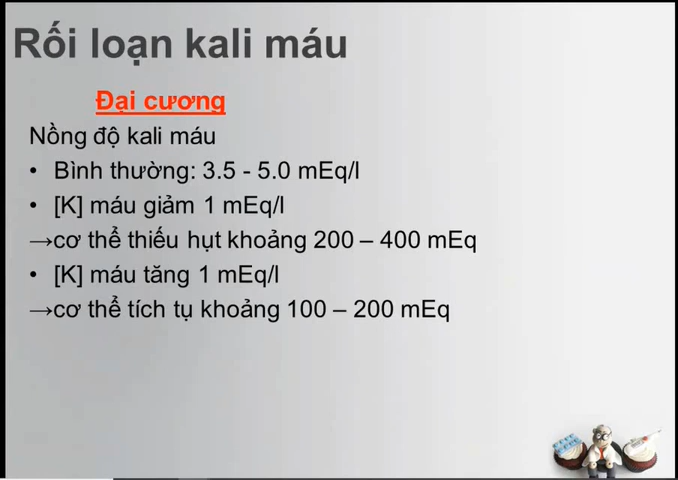 Rối loạn kali máu
Đại cương
Nồng độ kali máu
• Bình thường: 3.5 - 5.0 mEq/l
• [K] máu giảm 1 mEq/l
→cơ thể thiếu hụt khoảng 200 – 400 mEq
• [K] máu tăng 1 mEq/l
→cơ thể tích tụ khoảng 100 – 200 mEq